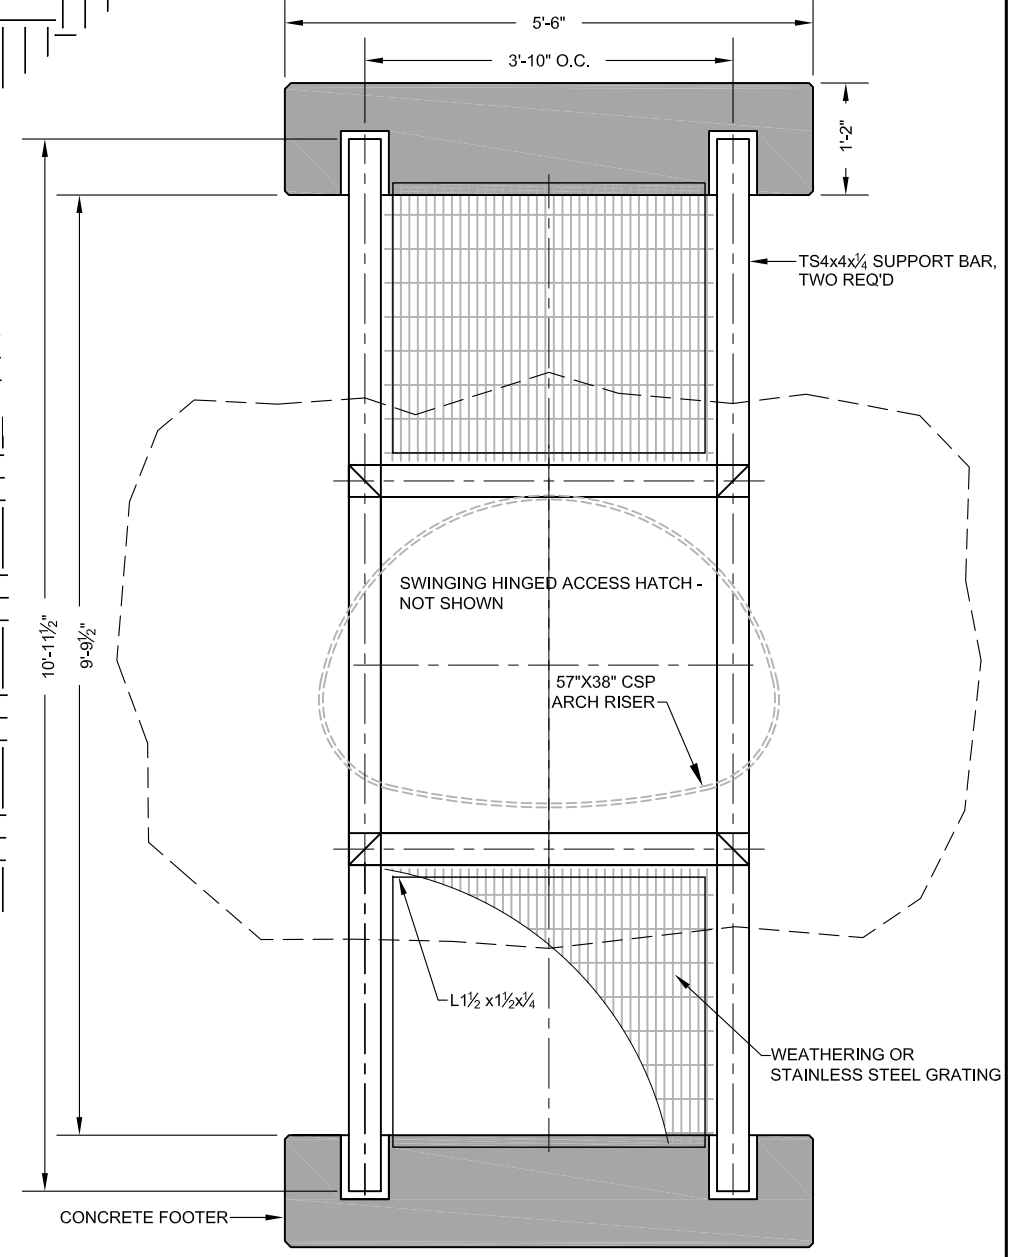 5'-6"
3'-10" O.C.
1'-2"
TS4x4x¼ SUPPORT BAR,
TWO REQ'D
SWINGING HINGED ACCESS HATCH -
NOT SHOWN
10'-11½"
9'-9½"
57"X38" CSP
ARCH RISER
L1½ x1½x¼
WEATHERING OR
STAINLESS STEEL GRATING
CONCRETE FOOTER